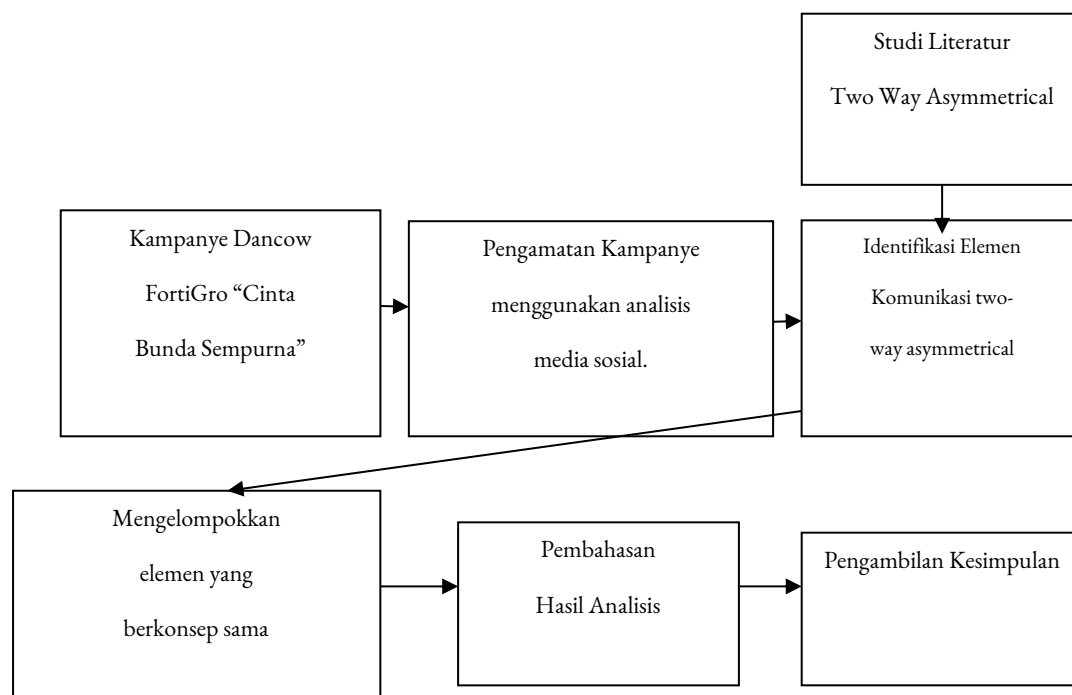 Studi Literatur
Two Way Asymmetrical
Kampanye Dancow
FortiGro “Cinta
Bunda Sempurna”
Pengamatan Kampanye
menggunakan analisis
media sosial.
Identifikasi Elemen
Komunikasi two-
way asymmetrical
Mengelompokkan
elemen yang
berkonsep sama
Pembahasan
Hasil Analisis
Pengambilan Kesimpulan